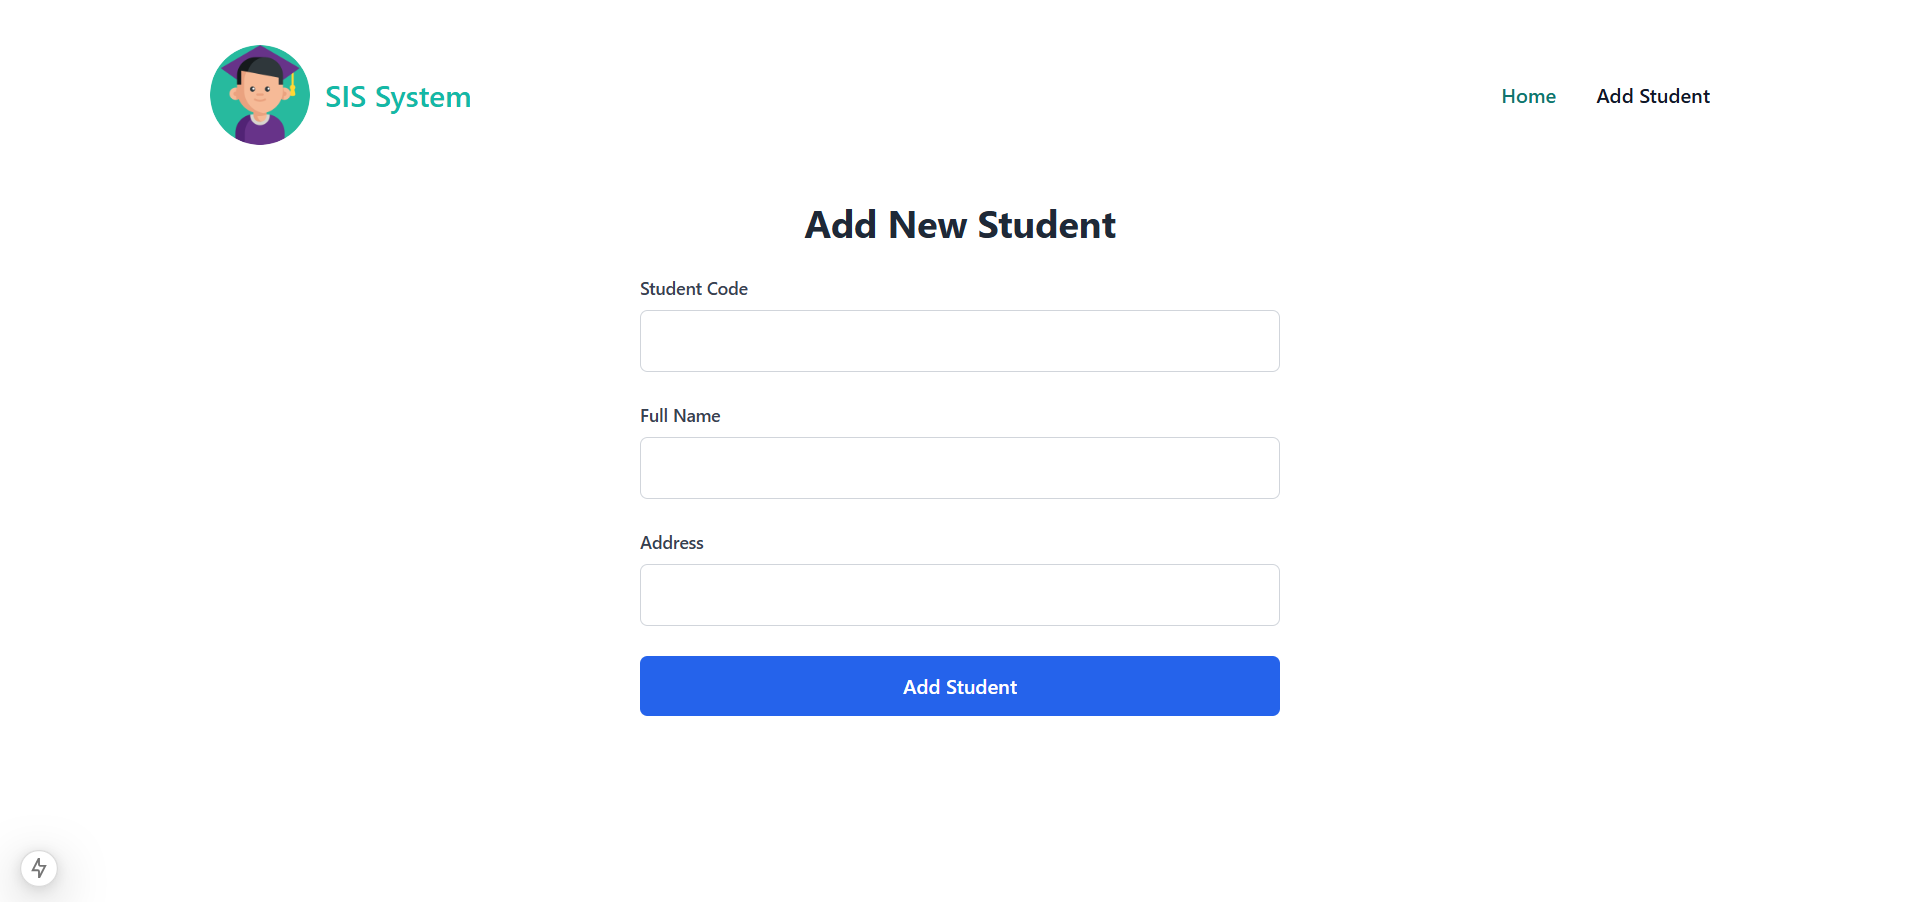 SIS System
Home
Add Student
Add New Student
Student Code
Full Name
Address
Add Student